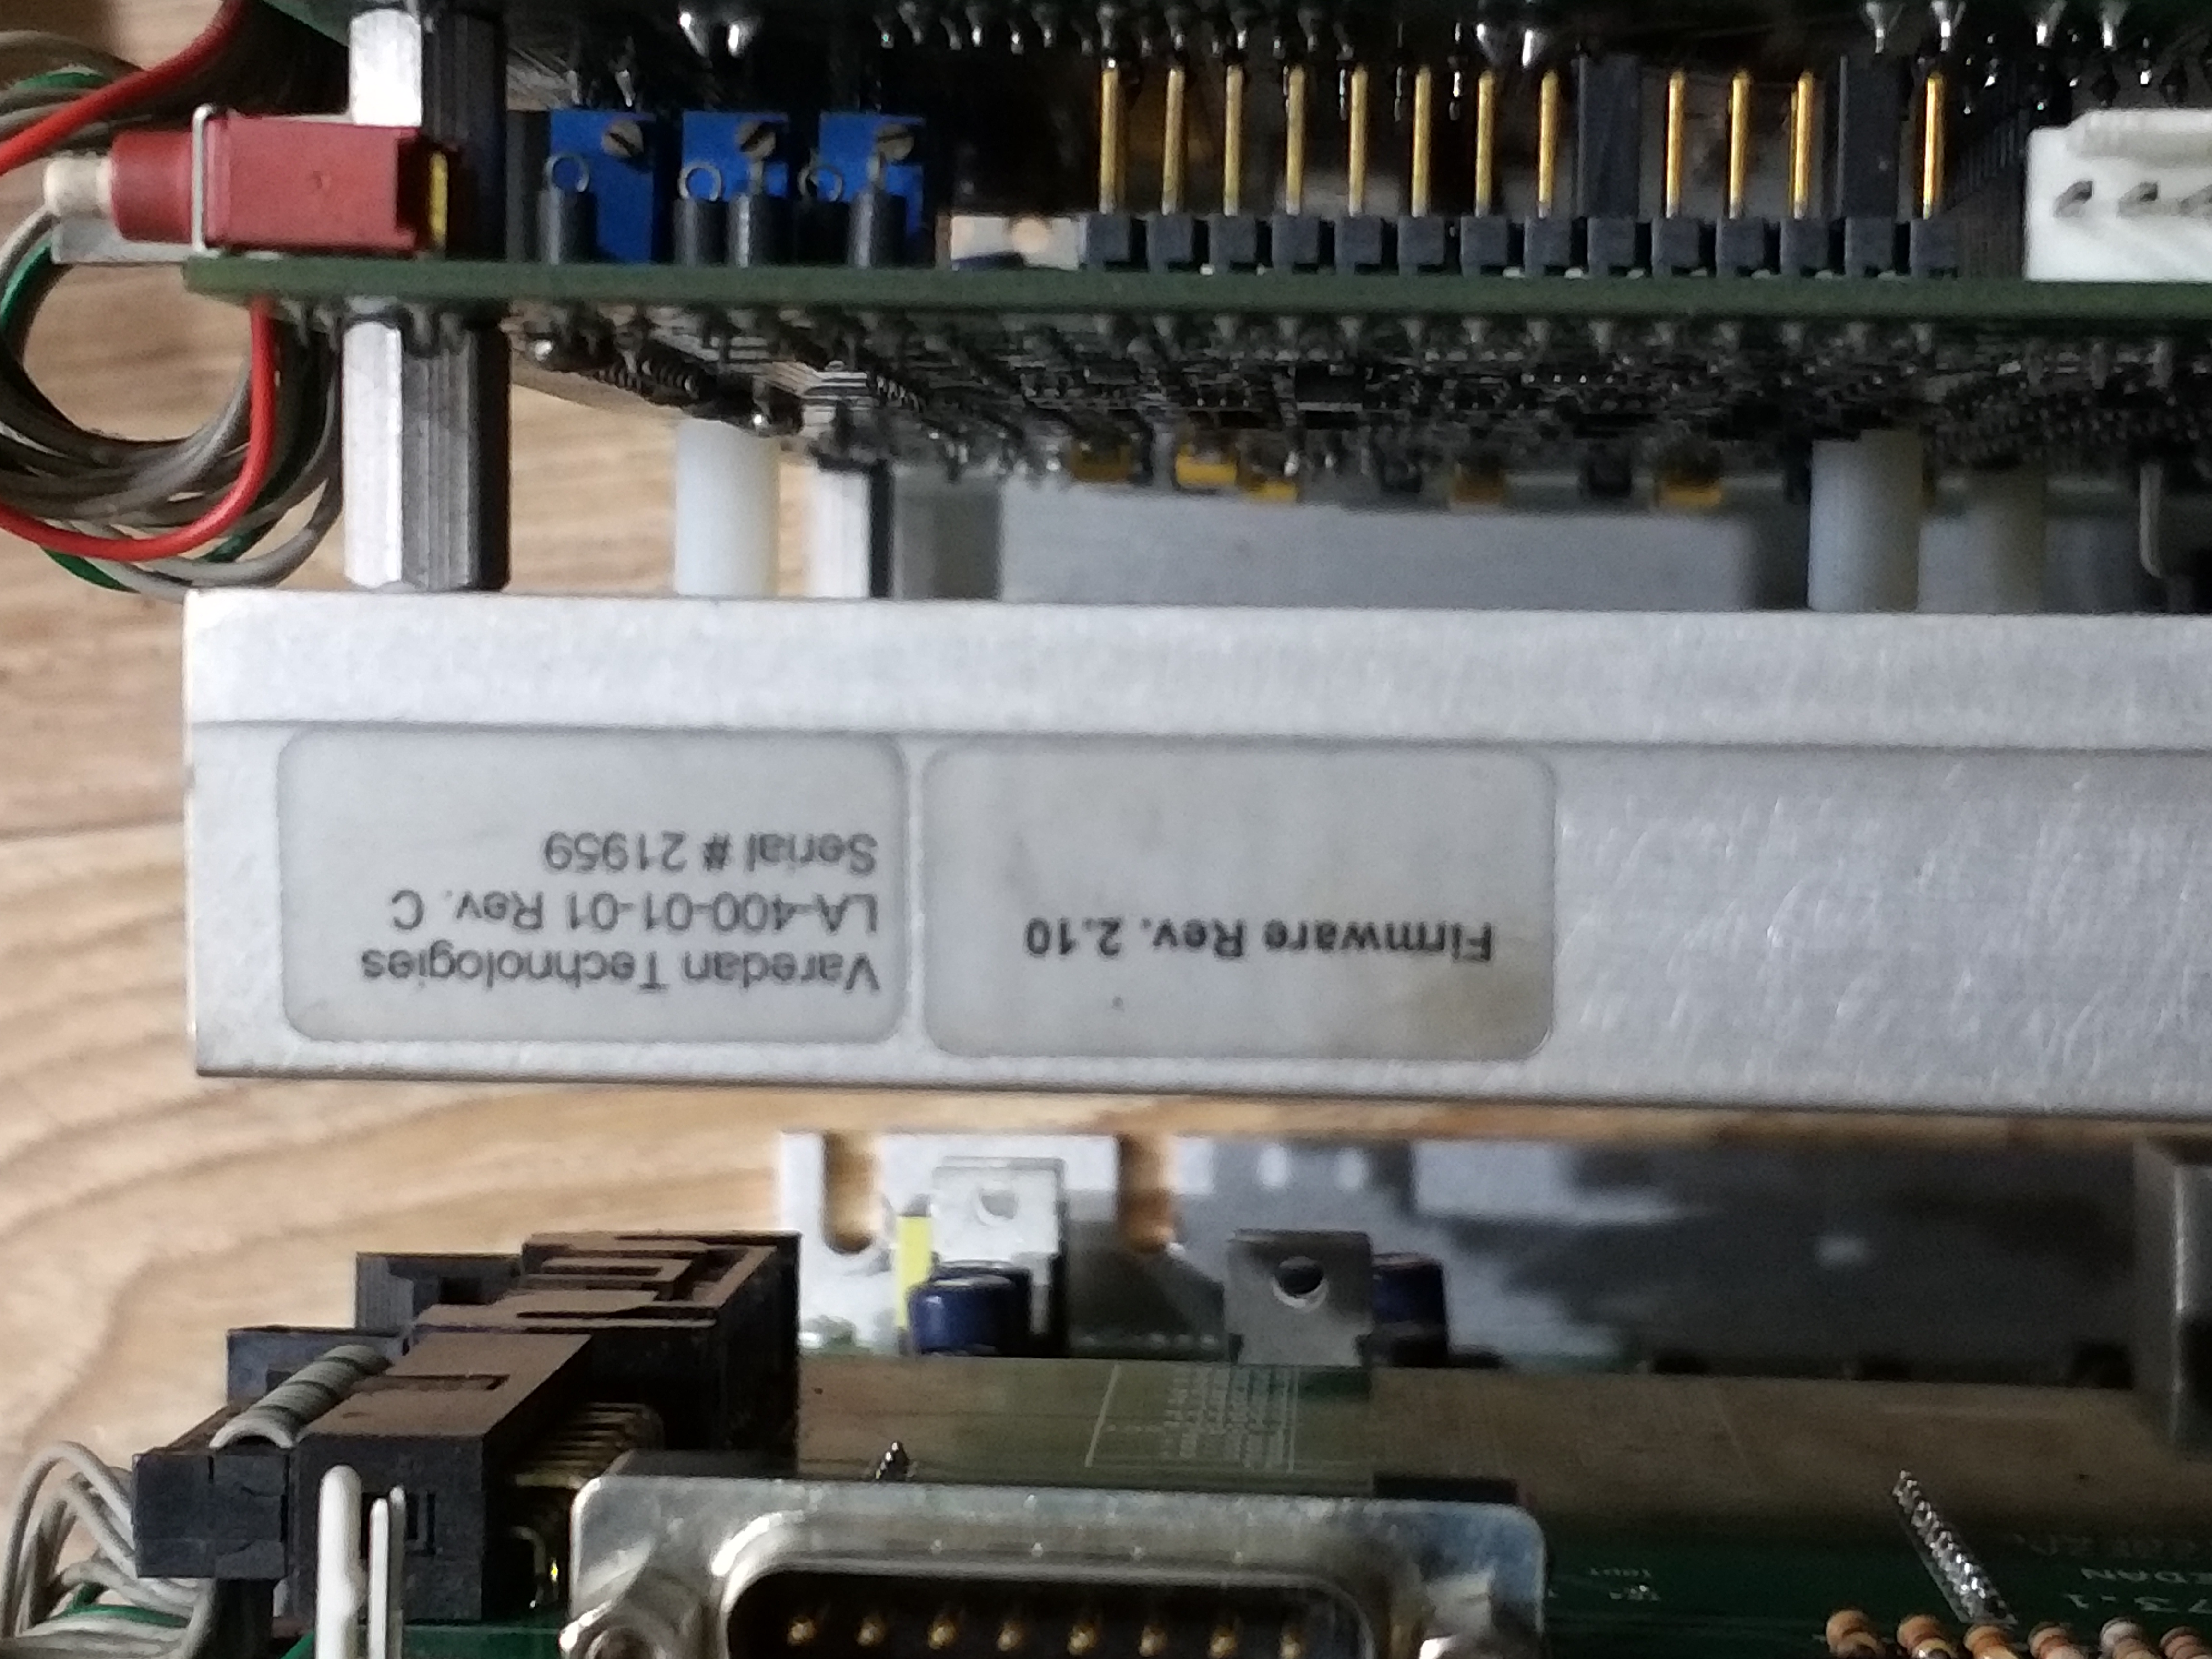 Varedan Technologies
LA-400-01-01 Rev. C
Serial # 21959
Firmware Rev. 2.10